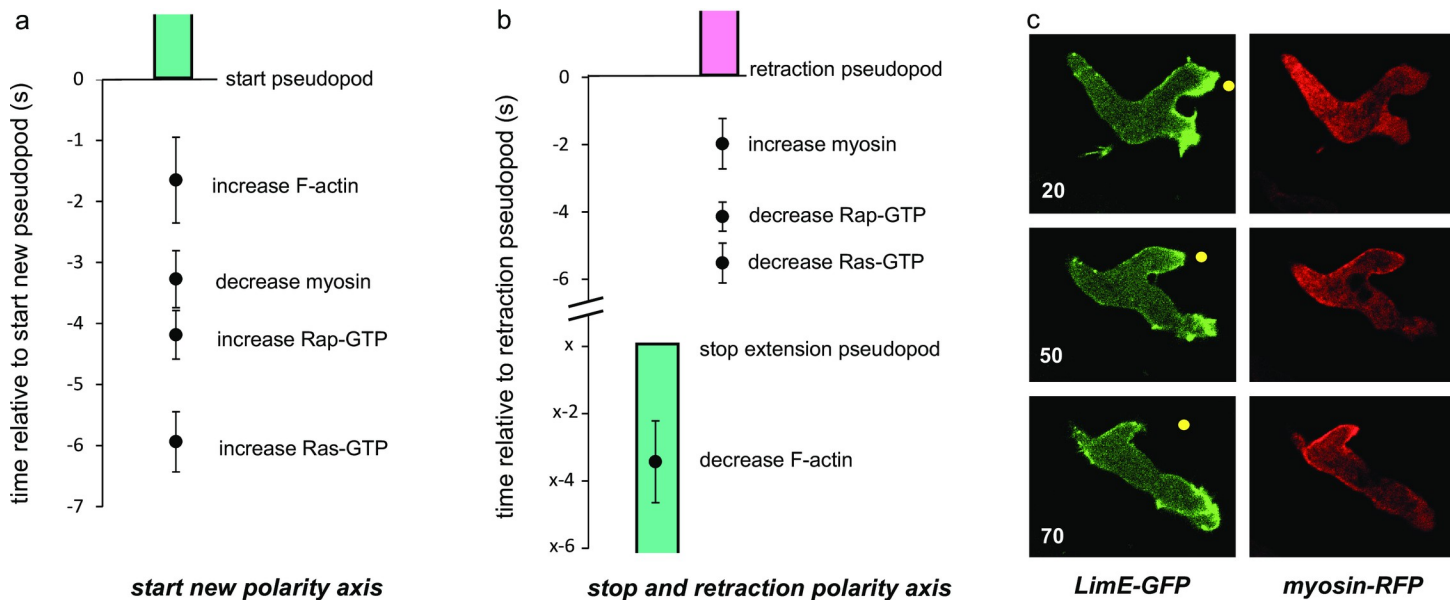 a
time relative to start new pseudopod (s)
0
-1
-2
-3
-4
-5
-6
-7
start pseudopod
increase F-actin
decrease myosin
increase Rap-GTP
increase Ras-GTP
start new polarity axis
b
time relative to retraction pseudopod (s)
0
-2
-4
-6
x
x-2
x-4
x-6
retraction pseudopod
increase myosin
decrease Rap-GTP
decrease Ras-GTP
stop extension pseudopod
decrease F-actin
stop and retraction polarity axis
c
20
50
70
LimE-GFP
myosin-RFP